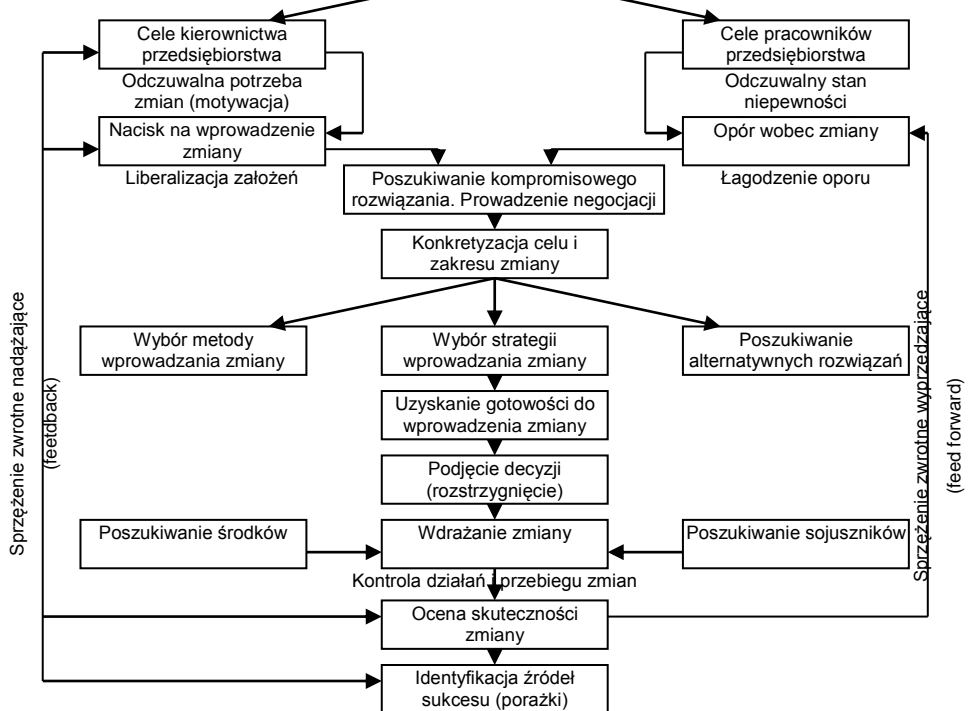 Cele kierownictwa
przedsiębiorstwa
Cele pracowników
przedsiębiorstwa
Odczuwalna potrzeba
zmian (motywacja)
Odczuwalny stan
niepewności
Nacisk na wprowadzenie
zmiany
Opór wobec zmiany
Liberalizacja założeń
Poszukiwanie kompromisowego
rozwiązania. Prowadzenie negocjacji
Łagodzenie oporu
Konkretyzacja celu i
zakresu zmiany
Wybór metody
wprowadzania zmiany
Wybór strategii
wprowadzania zmiany
Poszukiwanie
alternatywnych rozwiązań
Uzyskanie gotowości do
wprowadzenia zmiany
Podjęcie decyzji
(rozstrzygnięcie)
Poszukiwanie środków
Wdrażanie zmiany
Poszukiwanie sojuszników
Kontrola działań i przebiegu zmian
Ocena skuteczności
zmiany
Identyfikacja źródeł
sukcesu (porażki)
Sprzężenie zwrotne nadążające
(feetdback)
Sprzężenie zwrotne wyprzedzające
(feed forward)